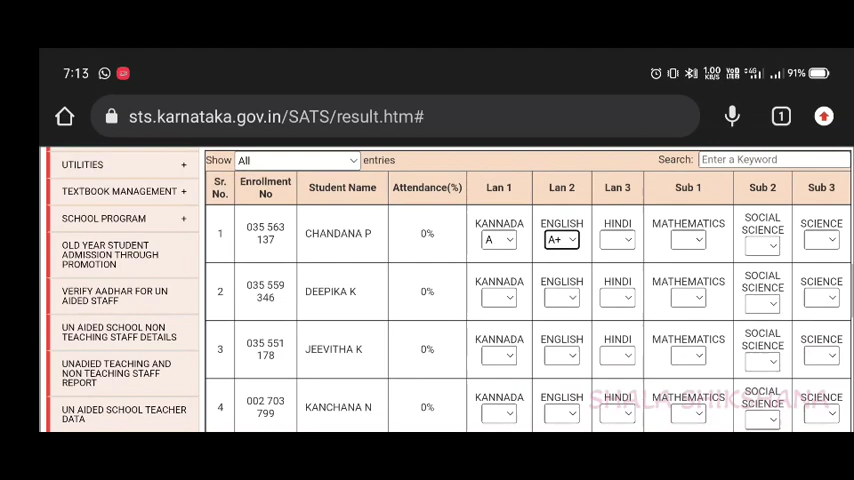 7:13
1.00 KB/S
4G
91%
sts.karnataka.gov.in/SATS/result.htm#
1
UTILITIES +
TEXTBOOK MANAGEMENT +
SCHOOL PROGRAM +
OLD YEAR STUDENT
ADMISSION THROUGH
PROMOTION
VERIFY AADHAR FOR UN
AIDED STAFF
UN AIDED SCHOOL NON
TEACHING STAFF DETAILS
UNADIED TEACHING AND
NON TEACHING STAFF
REPORT
UN AIDED SCHOOL TEACHER
DATA
Show All entries Search: Enter a Keyword
Sr. No. Enrollment No Student Name Attendance(%) Lan 1 Lan 2 Lan 3 Sub 1 Sub 2 Sub 3
1 035 563 137 CHANDANA P 0% KANNADA A ENGLISH A+ HINDI MATHEMATICS SOCIAL SCIENCE SCIENCE
2 035 559 346 DEEPIKA K 0% KANNADA ENGLISH HINDI MATHEMATICS SOCIAL SCIENCE SCIENCE
3 035 551 178 JEEVITHA K 0% KANNADA ENGLISH HINDI MATHEMATICS SOCIAL SCIENCE SCIENCE
4 002 703 799 KANCHANA N 0% KANNADA ENGLISH HINDI MATHEMATICS SOCIAL SCIENCE SCIENCE